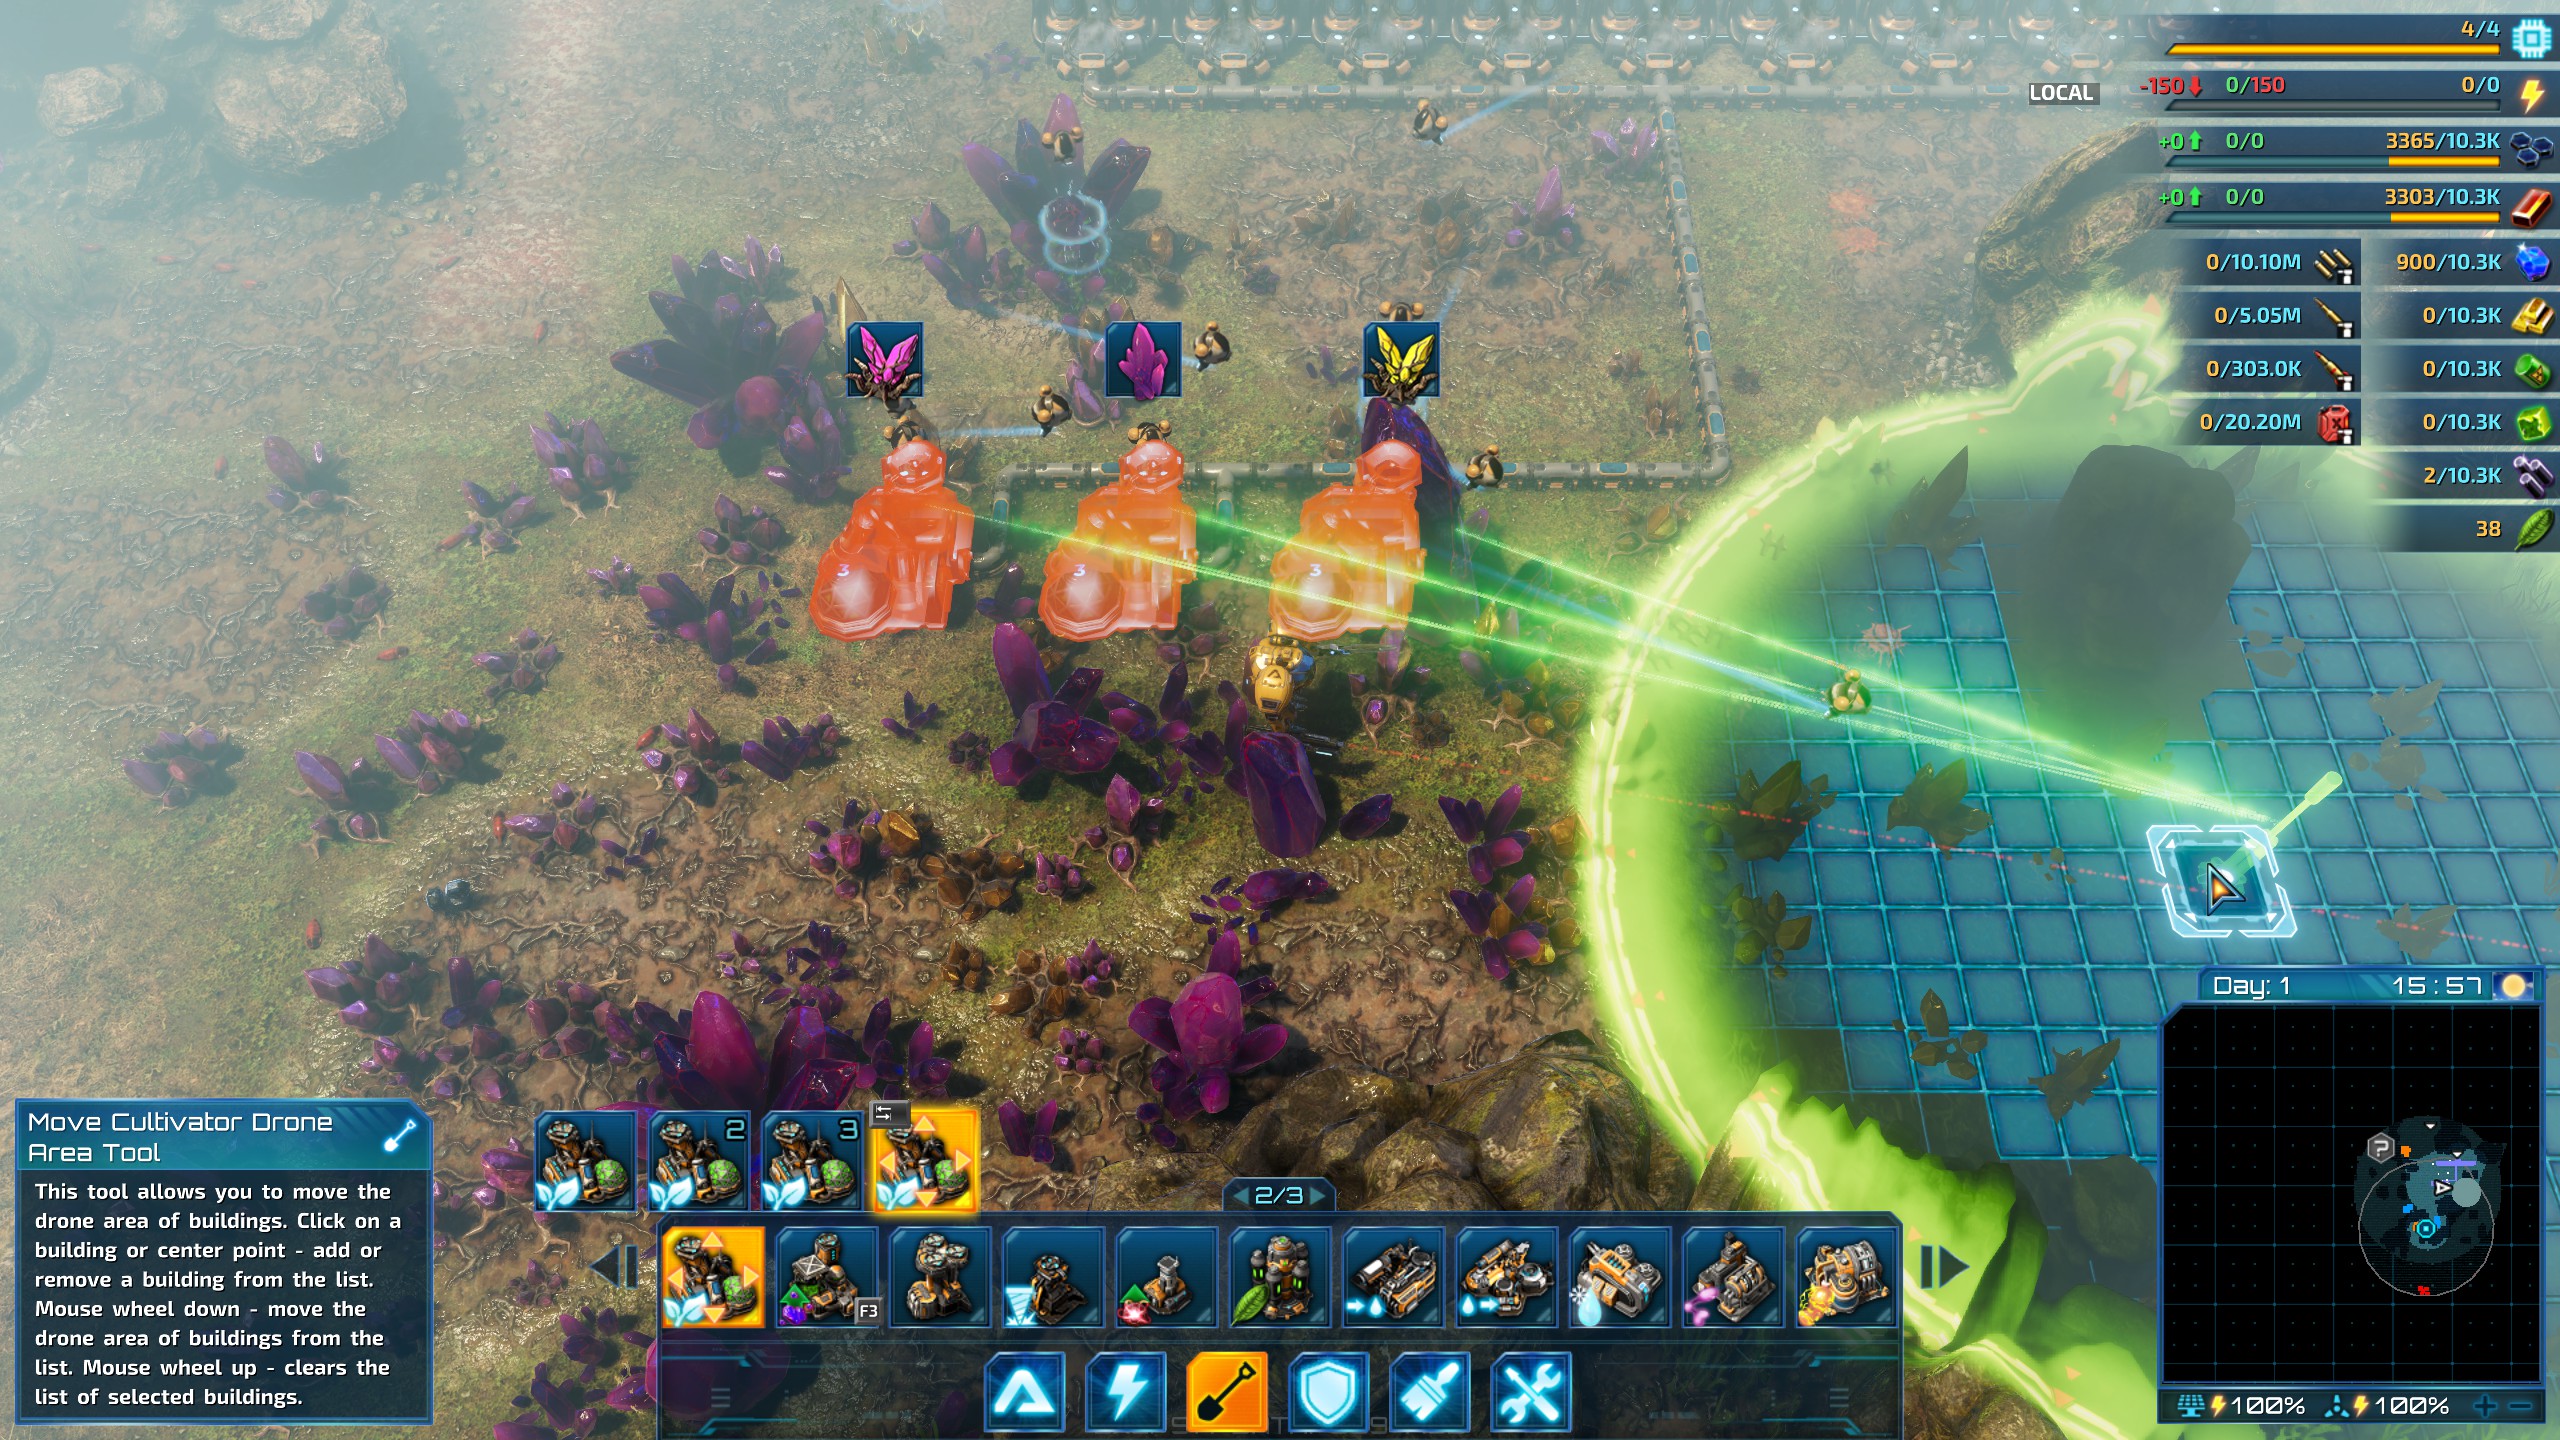 4/4
LOCAL
-150 0/150 0/0
+0 0/0 3365/10.3K
+0 0/0 3303/10.3K
0/10.10M 900/10.3K
0/5.05M 0/10.3K
0/303.0K 0/10.3K
0/20.20M 0/10.3K
2/10.3K
38
3 3 3
Day: 1 15:57
Move Cultivator Drone
Area Tool
This tool allows you to move the
drone area of buildings. Click on a
building or center point - add or
remove a building from the list.
Mouse wheel down - move the
drone area of buildings from the
list. Mouse wheel up - clears the
list of selected buildings.
2 3
2/3
F3
?
100% 100%